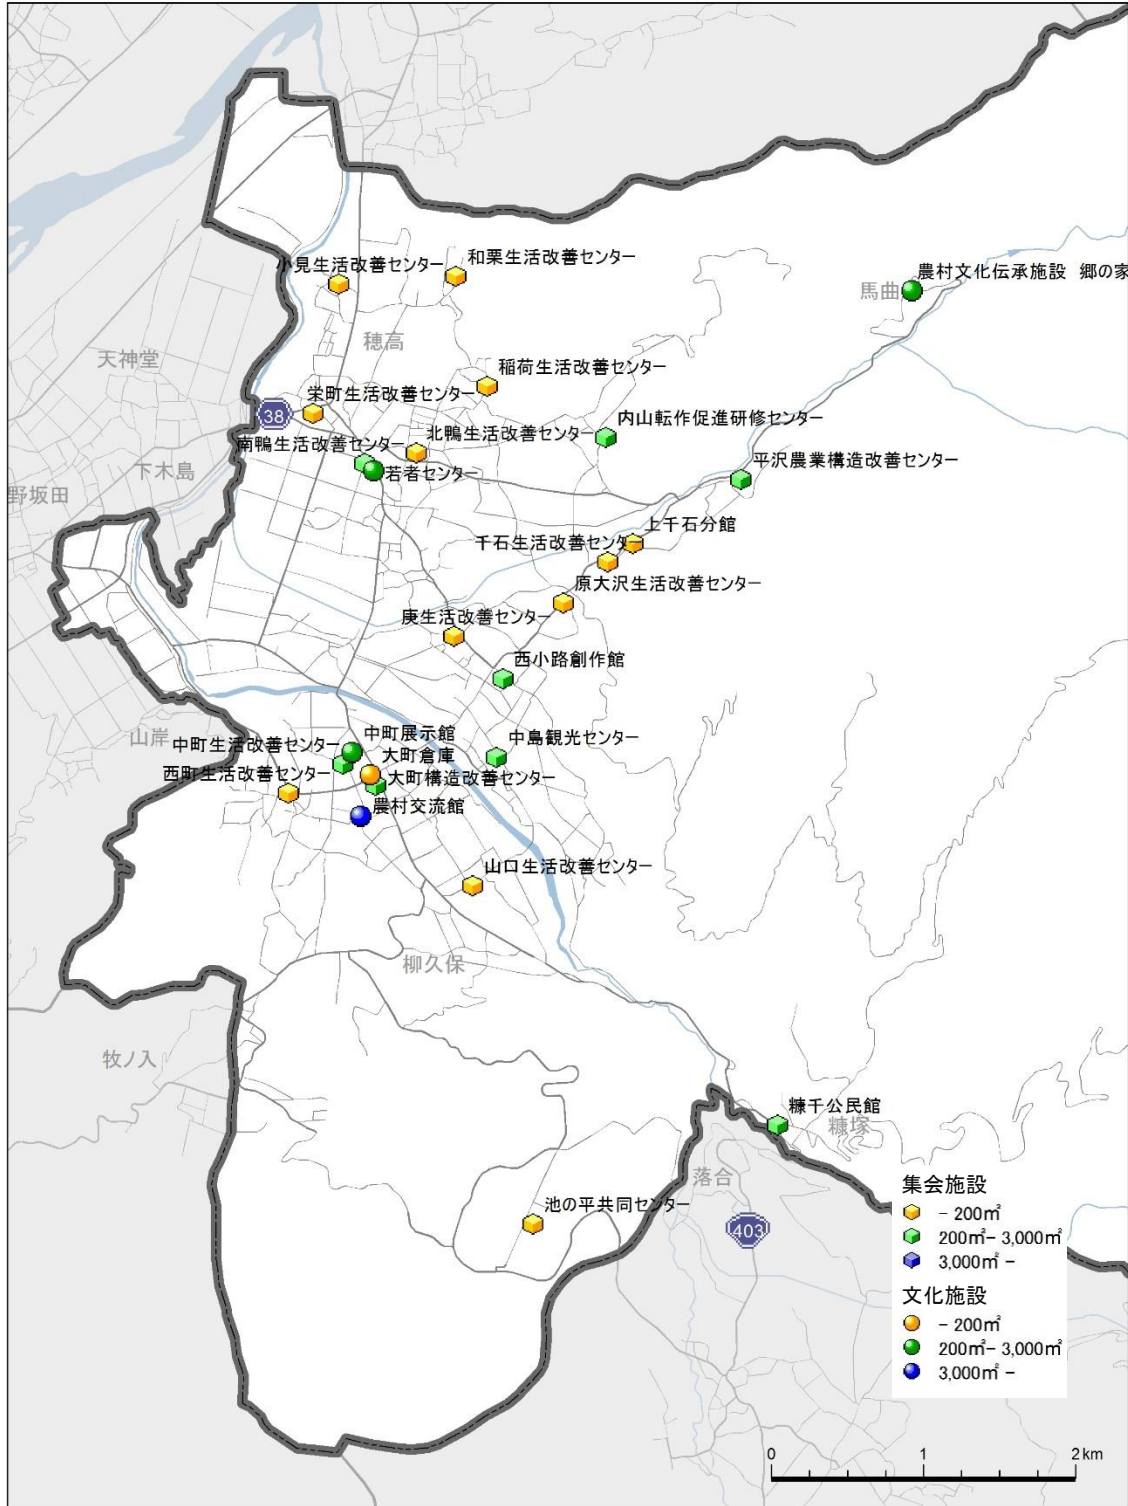 和栗生活改善センター
小見生活改善センター
農村文化伝承施設 郷の家
馬曲
穂高
天神堂
稲荷生活改善センター
栄町生活改善センター
38
内山転作促進研修センター
北鴨生活改善センター
南鴨生活改善センター
平沢農業構造改善センター
下木島
若者センター
野坂田
上千石分館
千石生活改善センター
原大沢生活改善センター
庚生活改善センター
西小路創作館
中町展示館
山岸
中島観光センター
中町生活改善センター
大町倉庫
西町生活改善センター
大町構造改善センター
農村交流館
山口生活改善センター
柳久保
牧ノ入
糠千公民館
糠塚
落合
池の平共同センター
403
集会施設
- 200㎡
200㎡- 3,000㎡
3,000㎡ -
文化施設
- 200㎡
200㎡- 3,000㎡
3,000㎡ -
0 1 2 km